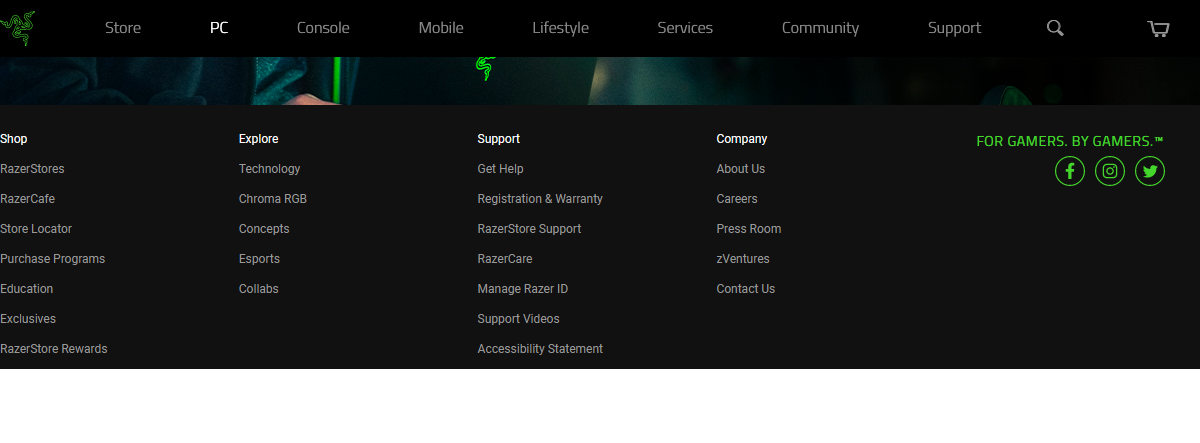 Store PC Console Mobile Lifestyle Services Community Support
Shop
RazerStores
RazerCafe
Store Locator
Purchase Programs
Education
Exclusives
RazerStore Rewards
Explore
Technology
Chroma RGB
Concepts
Esports
Collabs
Support
Get Help
Registration & Warranty
RazerStore Support
RazerCare
Manage Razer ID
Support Videos
Accessibility Statement
Company
About Us
Careers
Press Room
zVentures
Contact Us
FOR GAMERS. BY GAMERS.™